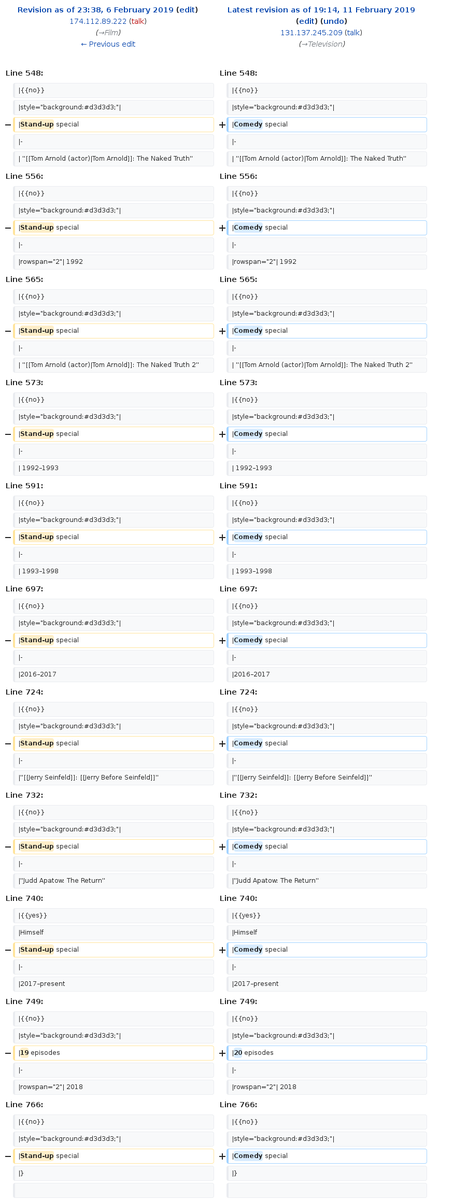 Revision as of 23:38, 6 February 2019 (edit)
174.112.89.222 (talk)
(→Film)
← Previous edit
Latest revision as of 19:14, 11 February 2019
(edit) (undo)
131.137.245.209 (talk)
(→Television)
Line 548: Line 548:
|{{no}} |{{no}}
|style="background:#d3d3d3;"| |style="background:#d3d3d3;"|
− |Stand-up special + |Comedy special
|- |-
| ''[[Tom Arnold (actor)|Tom Arnold]]: The Naked Truth'' | ''[[Tom Arnold (actor)|Tom Arnold]]: The Naked Truth''
Line 556: Line 556:
|{{no}} |{{no}}
|style="background:#d3d3d3;"| |style="background:#d3d3d3;"|
− |Stand-up special + |Comedy special
|- |-
|rowspan="2"| 1992 |rowspan="2"| 1992
Line 565: Line 565:
|{{no}} |{{no}}
|style="background:#d3d3d3;"| |style="background:#d3d3d3;"|
− |Stand-up special + |Comedy special
|- |-
| ''[[Tom Arnold (actor)|Tom Arnold]]: The Naked Truth 2'' | ''[[Tom Arnold (actor)|Tom Arnold]]: The Naked Truth 2''
Line 573: Line 573:
|{{no}} |{{no}}
|style="background:#d3d3d3;"| |style="background:#d3d3d3;"|
− |Stand-up special + |Comedy special
|- |-
| 1992–1993 | 1992–1993
Line 591: Line 591:
|{{no}} |{{no}}
|style="background:#d3d3d3;"| |style="background:#d3d3d3;"|
− |Stand-up special + |Comedy special
|- |-
| 1993–1998 | 1993–1998
Line 697: Line 697:
|{{no}} |{{no}}
|style="background:#d3d3d3;"| |style="background:#d3d3d3;"|
− |Stand-up special + |Comedy special
|- |-
|2016–2017 |2016–2017
Line 724: Line 724:
|{{no}} |{{no}}
|style="background:#d3d3d3;"| |style="background:#d3d3d3;"|
− |Stand-up special + |Comedy special
|- |-
|''[[Jerry Seinfeld]]: [[Jerry Before Seinfeld]]'' |''[[Jerry Seinfeld]]: [[Jerry Before Seinfeld]]''
Line 732: Line 732:
|{{no}} |{{no}}
|style="background:#d3d3d3;"| |style="background:#d3d3d3;"|
− |Stand-up special + |Comedy special
|- |-
|''Judd Apatow: The Return'' |''Judd Apatow: The Return''
Line 740: Line 740:
|{{yes}} |{{yes}}
|Himself |Himself
− |Stand-up special + |Comedy special
|- |-
|2017–present |2017–present
Line 749: Line 749:
|{{no}} |{{no}}
|style="background:#d3d3d3;"| |style="background:#d3d3d3;"|
− |19 episodes + |20 episodes
|- |-
|rowspan="2"| 2018 |rowspan="2"| 2018
Line 766: Line 766:
|{{no}} |{{no}}
|style="background:#d3d3d3;"| |style="background:#d3d3d3;"|
− |Stand-up special + |Comedy special
|} |}